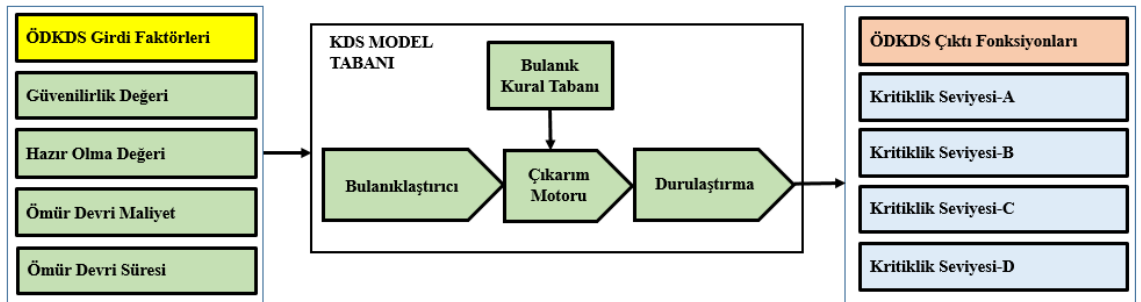 ÖDKDS Girdi Faktörleri
Güvenilirlik Değeri
Hazır Olma Değeri
Ömür Devri Maliyet
Ömür Devri Süresi
KDS MODEL
TABANI
Bulanık
Kural Tabanı
Bulanıklaştırıcı
Çıkarım
Motoru
Durulaştırma
ÖDKDS Çıktı Fonksiyonları
Kritiklik Seviyesi-A
Kritiklik Seviyesi-B
Kritiklik Seviyesi-C
Kritiklik Seviyesi-D